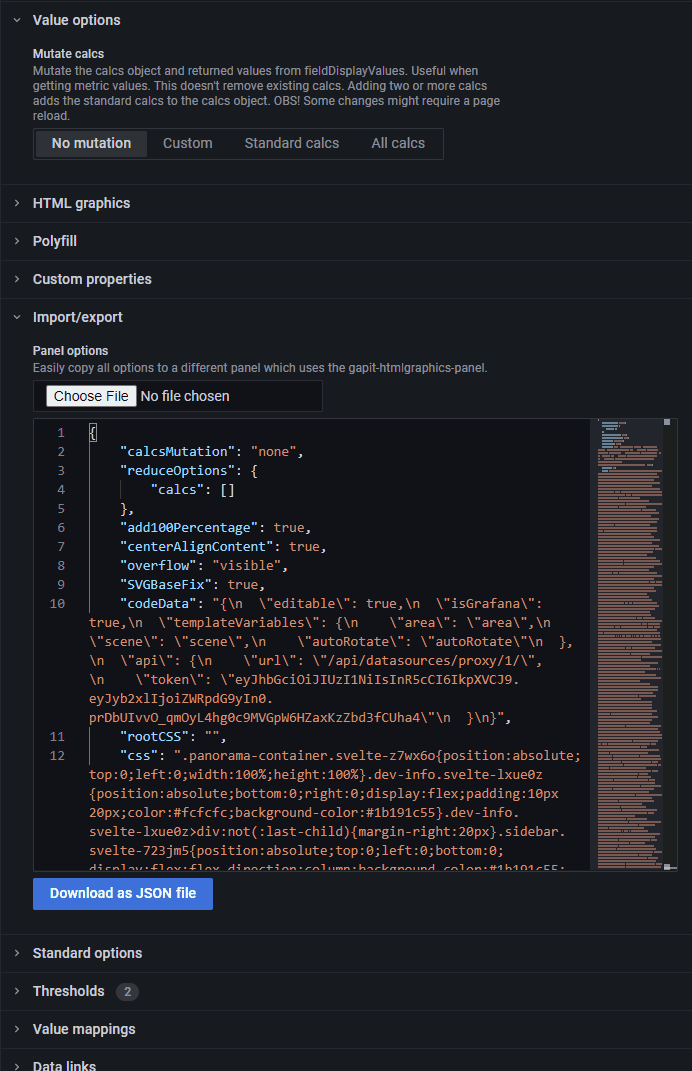 Value options
Mutate calcs
Mutate the calcs object and returned values from fieldDisplayValues. Useful when
getting metric values. This doesn't remove existing calcs. Adding two or more calcs
adds the standard calcs to the calcs object. OBS! Some changes might require a page
reload.
No mutation Custom Standard calcs All calcs
HTML graphics
Polyfill
Custom properties
Import/export
Panel options
Easily copy all options to a different panel which uses the gapit-htmlgraphics-panel.
Choose File No file chosen
1 {
2 "calcsMutation": "none",
3 "reduceOptions": {
4 "calcs": []
5 },
6 "add100Percentage": true,
7 "centerAlignContent": true,
8 "overflow": "visible",
9 "SVGBaseFix": true,
10 "codeData": "{\n  \"editable\": true,\n  \"isGrafana\":
true,\n  \"templateVariables\": {\n    \"area\": \"area\",\n
\"scene\": \"scene\",\n    \"autoRotate\": \"autoRotate\"\n  },
\n  \"api\": {\n    \"url\": \"/api/datasources/proxy/1/\",
\n    \"token\": \"eyJhbGciOiJIUzI1NiIsInR5cCI6IkpXVCJ9.
eyJyb2xlIjoiZWRpdG9yIn0.
prDbUIvvO_qmOyL4hg0c9MVGpW6HZaxKzZbd3fCUha4\"\n  }\n}",
11 "rootCSS": "",
12 "css": ".panorama-container.svelte-z7wx6o{position:absolute;
top:0;left:0;width:100%;height:100%}.dev-info.svelte-lxue0z
{position:absolute;bottom:0;right:0;display:flex;padding:10px
20px;color:#fcfcfc;background-color:#1b191c55}.dev-info.
svelte-lxue0z>div:not(:last-child){margin-right:20px}.sidebar.
svelte-723jm5{position:absolute;top:0;left:0;bottom:0;
display:flex;flex-direction:column;background-color:#1b191c55;
Download as JSON file
Standard options
Thresholds 2
Value mappings
Data links